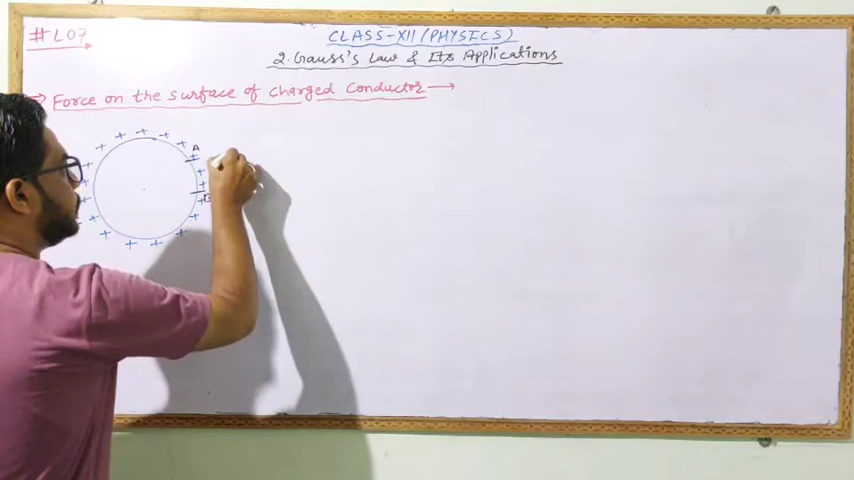 #L07
CLASS-XII (PHYSICS)
2. Gauss's Law & Its Applications
⇒ Force on the surface of charged Conductor →
+ + + + + A + + + B + + + + + + + + + +